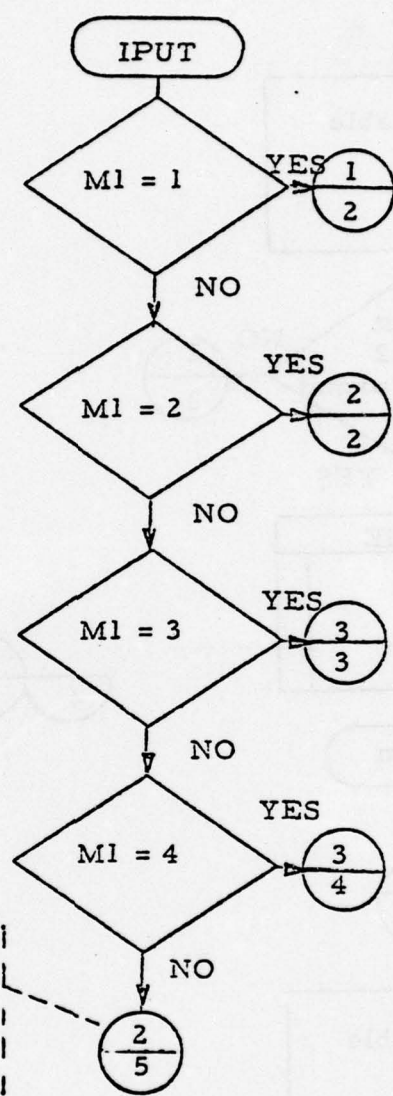 IPUT
M1 = 1
YES
1
2
NO
M1 = 2
YES
2
2
NO
M1 = 3
YES
3
3
NO
M1 = 4
YES
3
4
NO
2
5